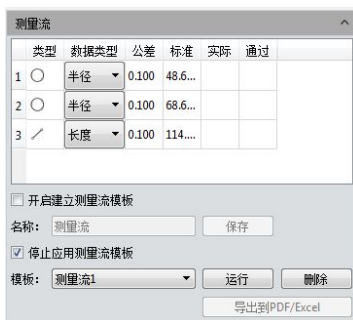 测量流
类型 数据类型 公差 标准 实际 通过
1 半径 0.100 48.6...
2 半径 0.100 68.6...
3 长度 0.100 114....
开启建立测量流模板
名称： 测量流 保存
停止应用测量流模板
模板： 测量流1 运行 删除
导出到PDF/Excel